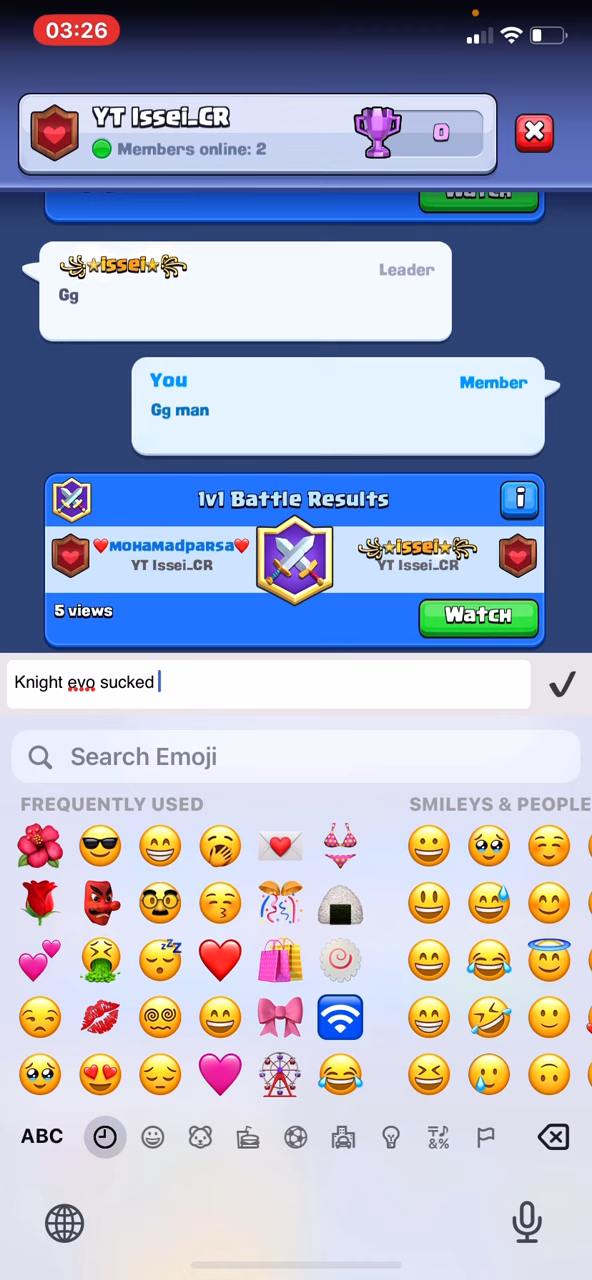 03:26
YT Issei_CR
0
Members online: 2
Watch
★issei★
Leader
Gg
You
Member
Gg man
1v1 Battle Results
i
❤️MOHAMADPARSA❤️
★issei★
YT Issei_CR
YT Issei_CR
5 views
Watch
Knight evo sucked
Search Emoji
FREQUENTLY USED
SMILEYS & PEOPLE
ABC